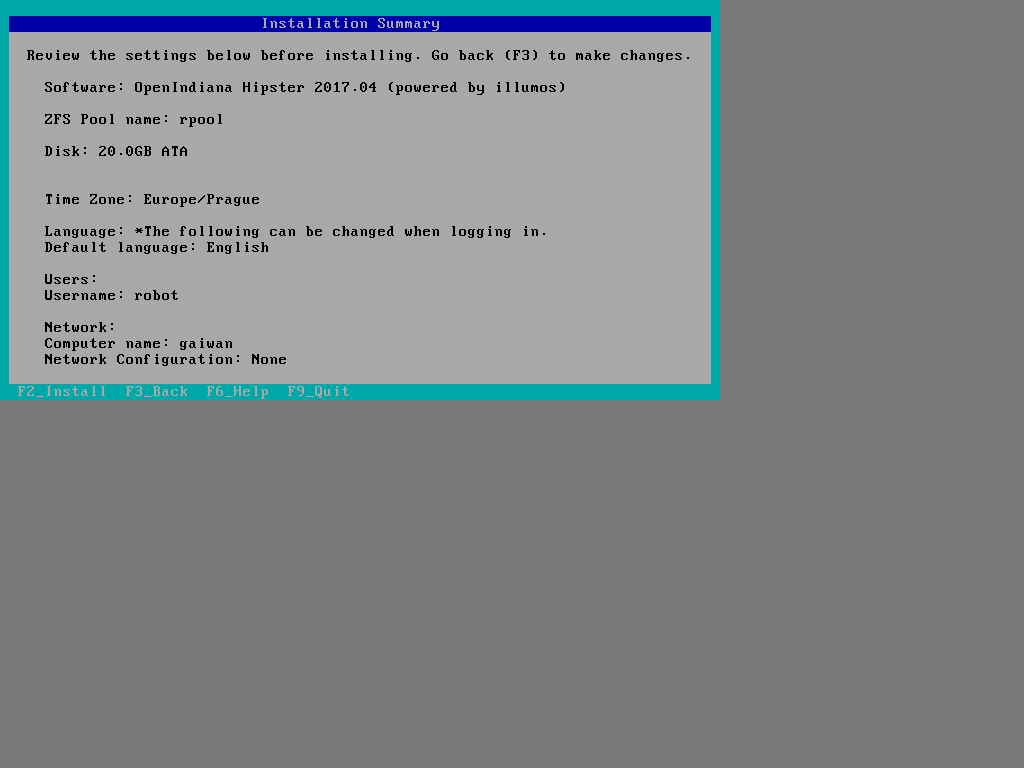 Installation Summary
Review the settings below before installing. Go back (F3) to make changes.
Software: OpenIndiana Hipster 2017.04 (powered by illumos)
ZFS Pool name: rpool
Disk: 20.0GB ATA
Time Zone: Europe/Prague
Language: *The following can be changed when logging in.
Default language: English
Users:
Username: robot
Network:
Computer name: gaiwan
Network Configuration: None
F2_Install  F3_Back  F6_Help  F9_Quit